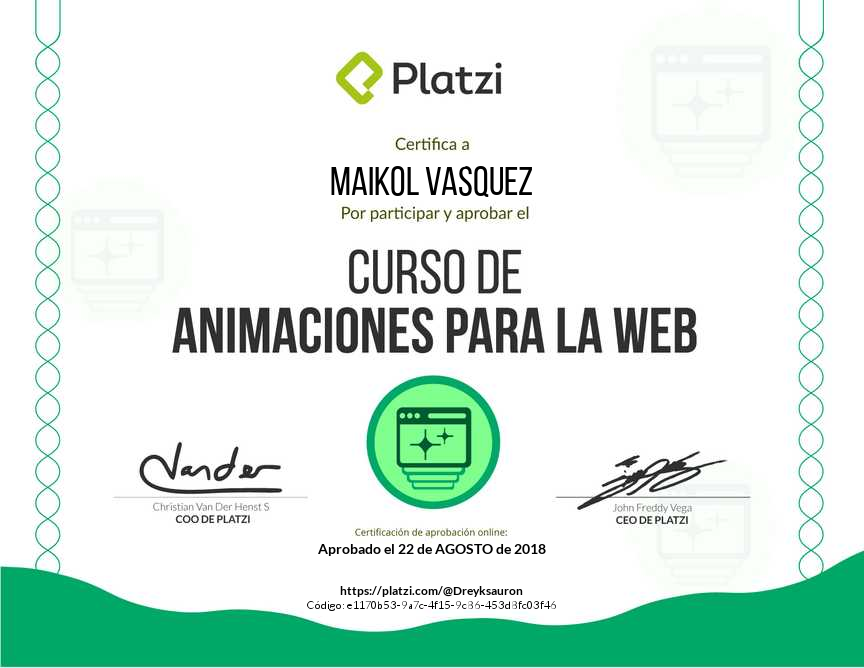 Platzi
Certifica a
MAIKOL VASQUEZ
Por participar y aprobar el
CURSO DE
ANIMACIONES PARA LA WEB
Vander
Christian Van Der Henst S
COO DE PLATZI
John Freddy Vega
CEO DE PLATZI
Certificación de aprobación online:
Aprobado el 22 de AGOSTO de 2018
https://platzi.com/@Dreyksauron
Código: e1170b53-9a7c-4f15-9c36-453d8fc03f46